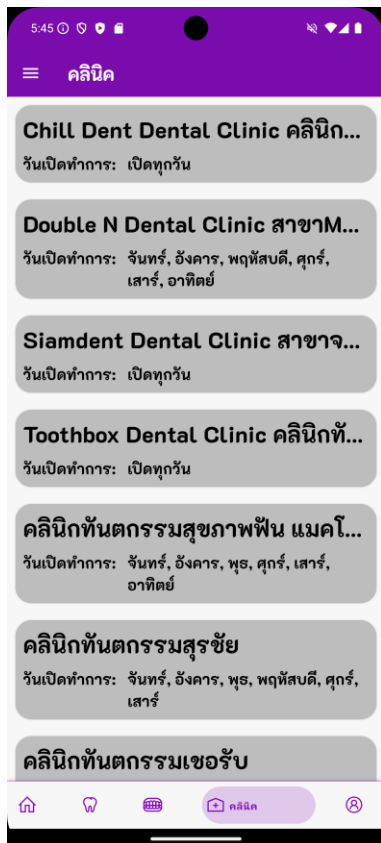 5:45
คลินิค
Chill Dent Dental Clinic คลินิก...
วันเปิดทำการ: เปิดทุกวัน
Double N Dental Clinic สาขาM...
วันเปิดทำการ: จันทร์, อังคาร, พฤหัสบดี, ศุกร์,
เสาร์, อาทิตย์
Siamdent Dental Clinic สาขาจ...
วันเปิดทำการ: เปิดทุกวัน
Toothbox Dental Clinic คลินิกทั...
วันเปิดทำการ: เปิดทุกวัน
คลินิกทันตกรรมสุขภาพฟัน แมคโ...
วันเปิดทำการ: จันทร์, อังคาร, พุธ, ศุกร์, เสาร์,
อาทิตย์
คลินิกทันตกรรมสุรชัย
วันเปิดทำการ: จันทร์, อังคาร, พุธ, พฤหัสบดี, ศุกร์,
เสาร์
คลินิกทันตกรรมเชอรับ
คลินิค